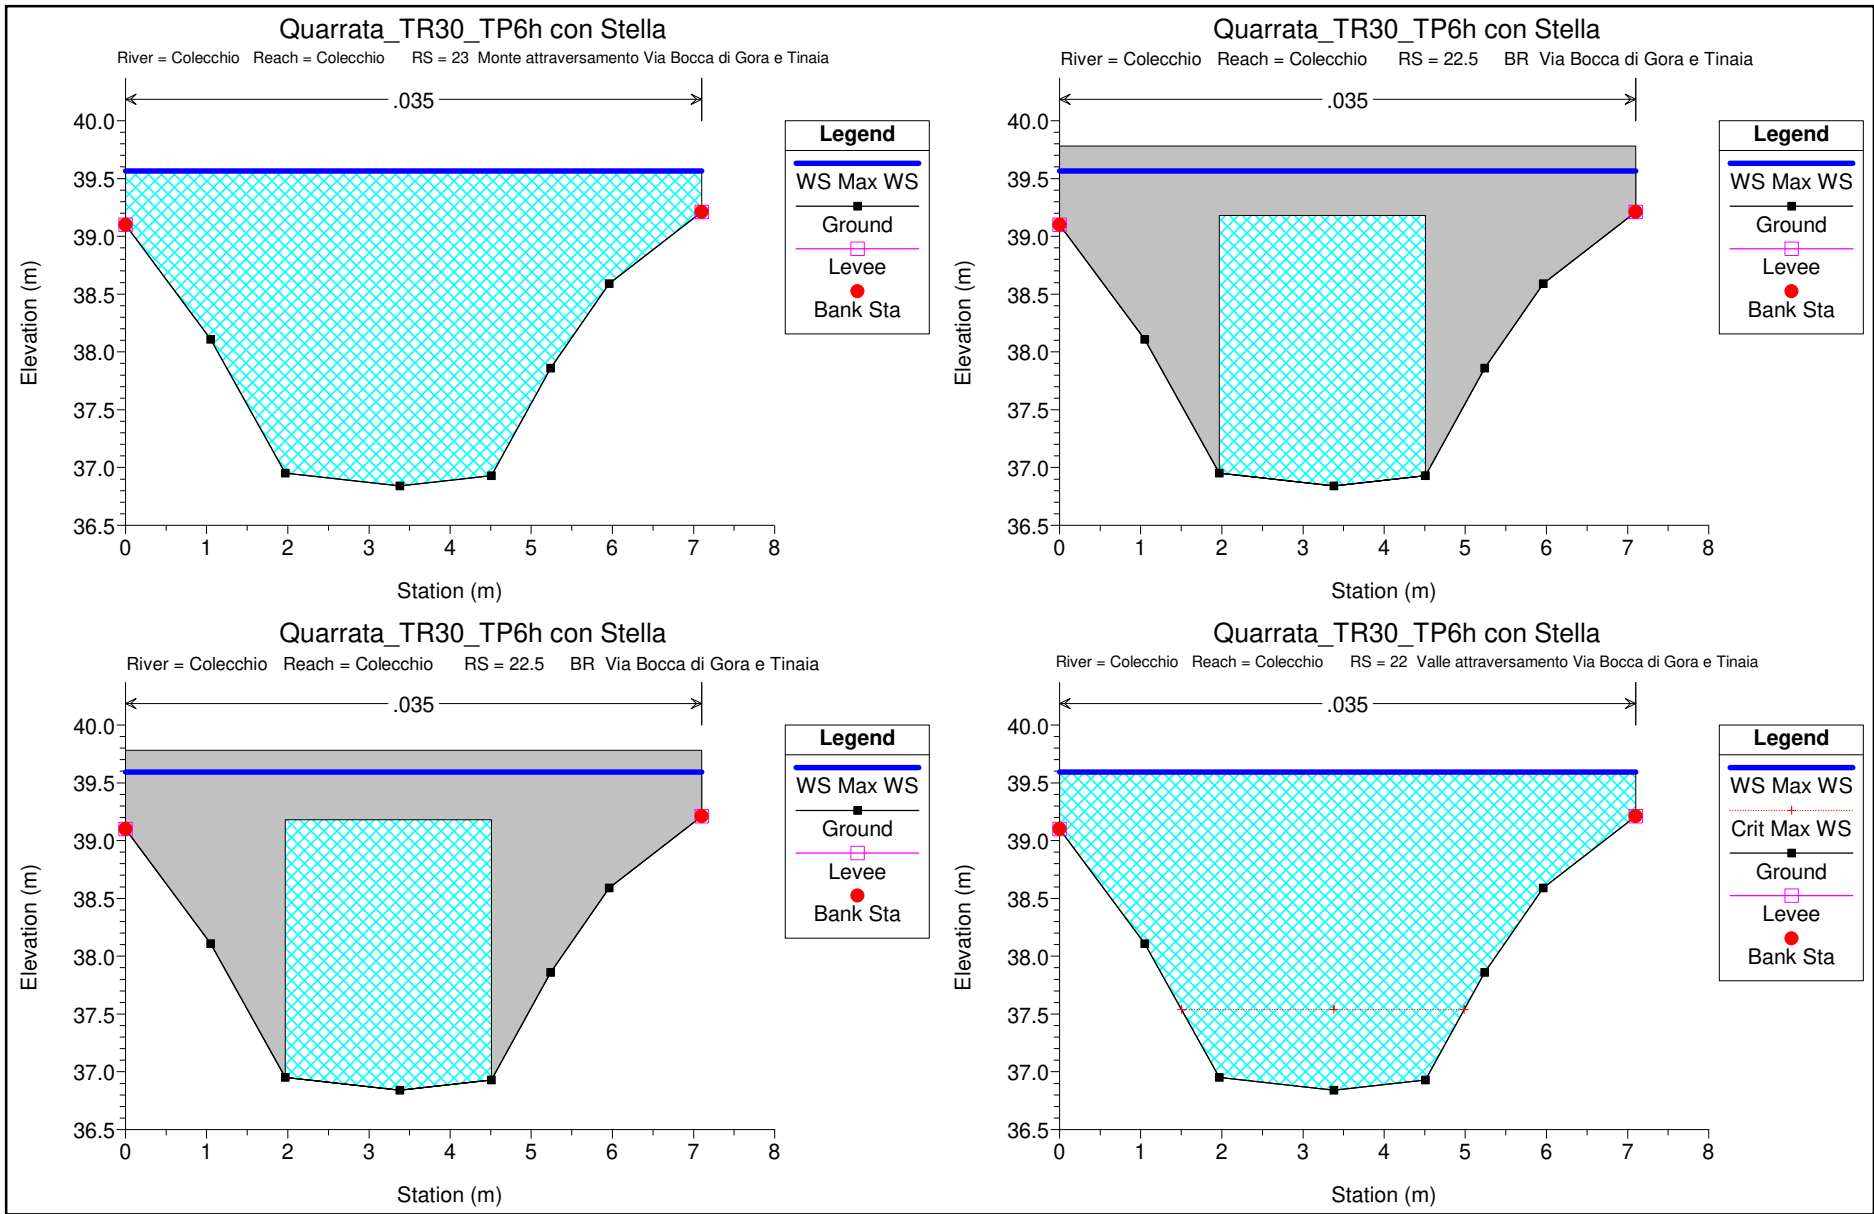 Quarrata_TR30_TP6h con Stella
River = Colecchio Reach = Colecchio RS = 23 Monte attraversamento Via Bocca di Gora e Tinaia
.035
40.0
39.5
39.0
38.5
38.0
37.5
37.0
36.5
Elevation (m)
0 1 2 3 4 5 6 7 8
Station (m)
Legend
WS Max WS
Ground
Levee
Bank Sta
Quarrata_TR30_TP6h con Stella
River = Colecchio Reach = Colecchio RS = 22.5 BR Via Bocca di Gora e Tinaia
.035
40.0
39.5
39.0
38.5
38.0
37.5
37.0
36.5
Elevation (m)
0 1 2 3 4 5 6 7 8
Station (m)
Legend
WS Max WS
Ground
Levee
Bank Sta
Quarrata_TR30_TP6h con Stella
River = Colecchio Reach = Colecchio RS = 22.5 BR Via Bocca di Gora e Tinaia
.035
40.0
39.5
39.0
38.5
38.0
37.5
37.0
36.5
Elevation (m)
0 1 2 3 4 5 6 7 8
Station (m)
Legend
WS Max WS
Ground
Levee
Bank Sta
Quarrata_TR30_TP6h con Stella
River = Colecchio Reach = Colecchio RS = 22 Valle attraversamento Via Bocca di Gora e Tinaia
.035
40.0
39.5
39.0
38.5
38.0
37.5
37.0
36.5
Elevation (m)
0 1 2 3 4 5 6 7 8
Station (m)
Legend
WS Max WS
Crit Max WS
Ground
Levee
Bank Sta